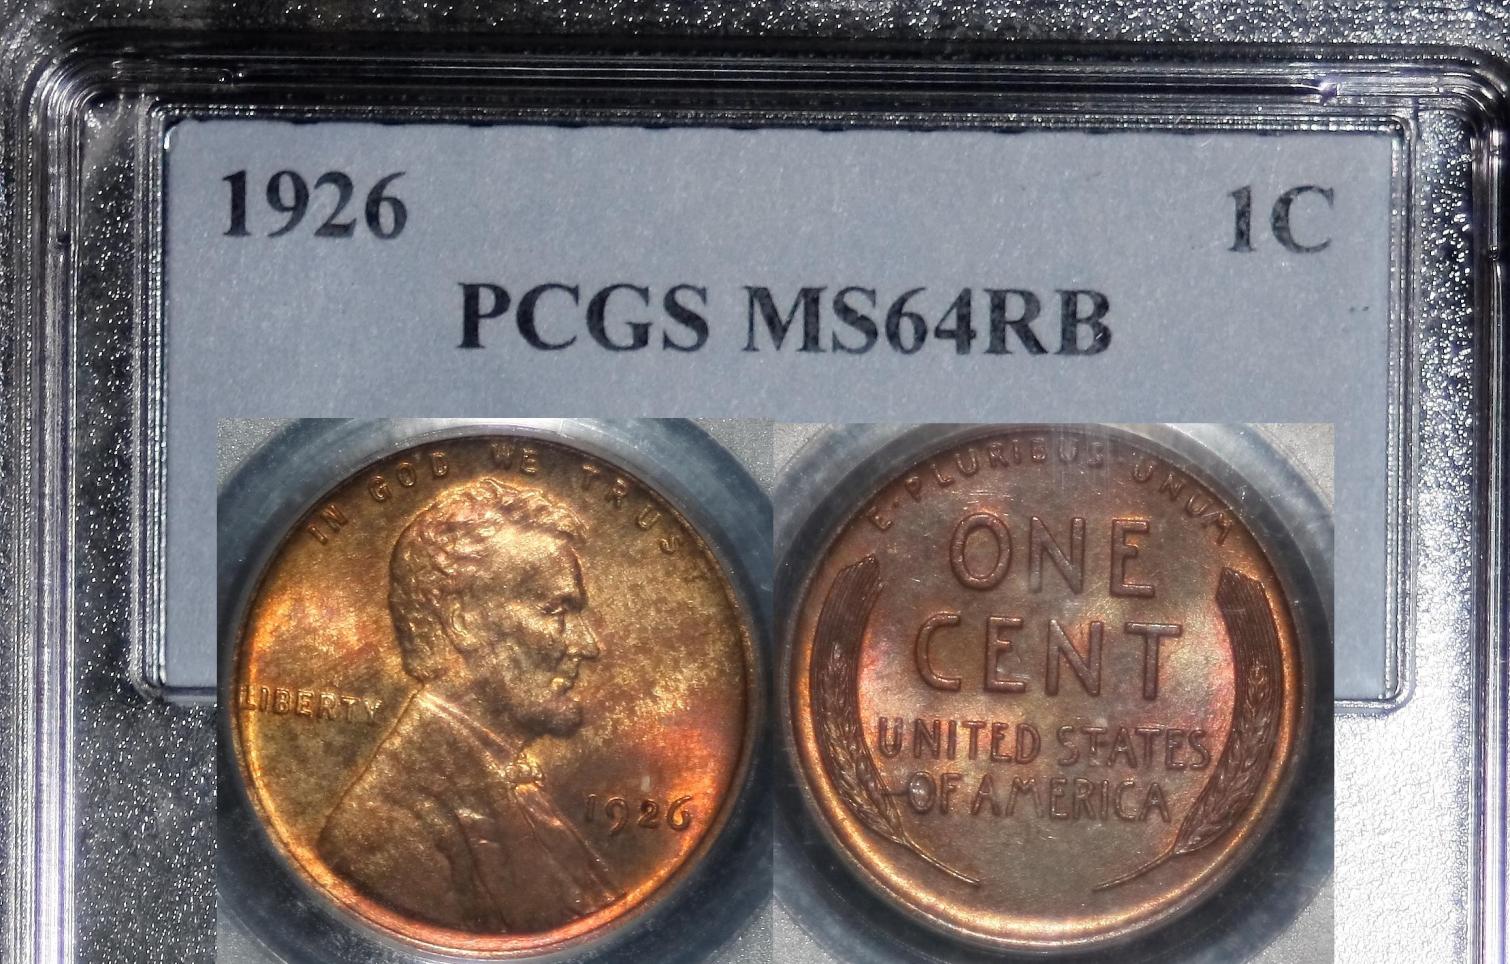 1926 1C
PCGS MS64RB
IN GOD WE TRUST
LIBERTY
1926
E·PLURIBUS·UNUM
ONE
CENT
UNITED STATES
OF AMERICA